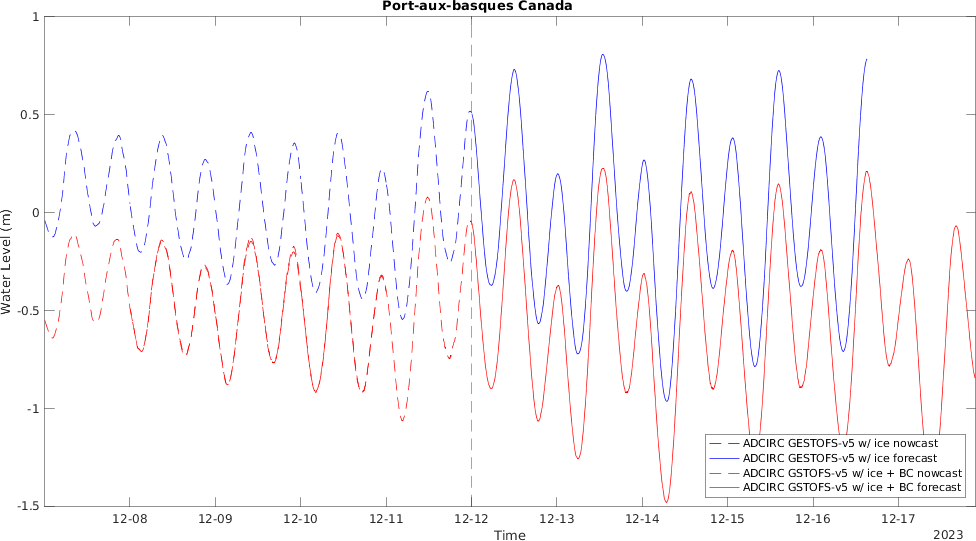 Port-aux-basques Canada
1
0.5
0
-0.5
-1
-1.5
Water Level (m)
ADCIRC GESTOFS-v5 w/ ice nowcast
ADCIRC GESTOFS-v5 w/ ice forecast
ADCIRC GSTOFS-v5 w/ ice + BC nowcast
ADCIRC GSTOFS-v5 w/ ice + BC forecast
12-08 12-09 12-10 12-11 12-12 12-13 12-14 12-15 12-16 12-17
Time
2023